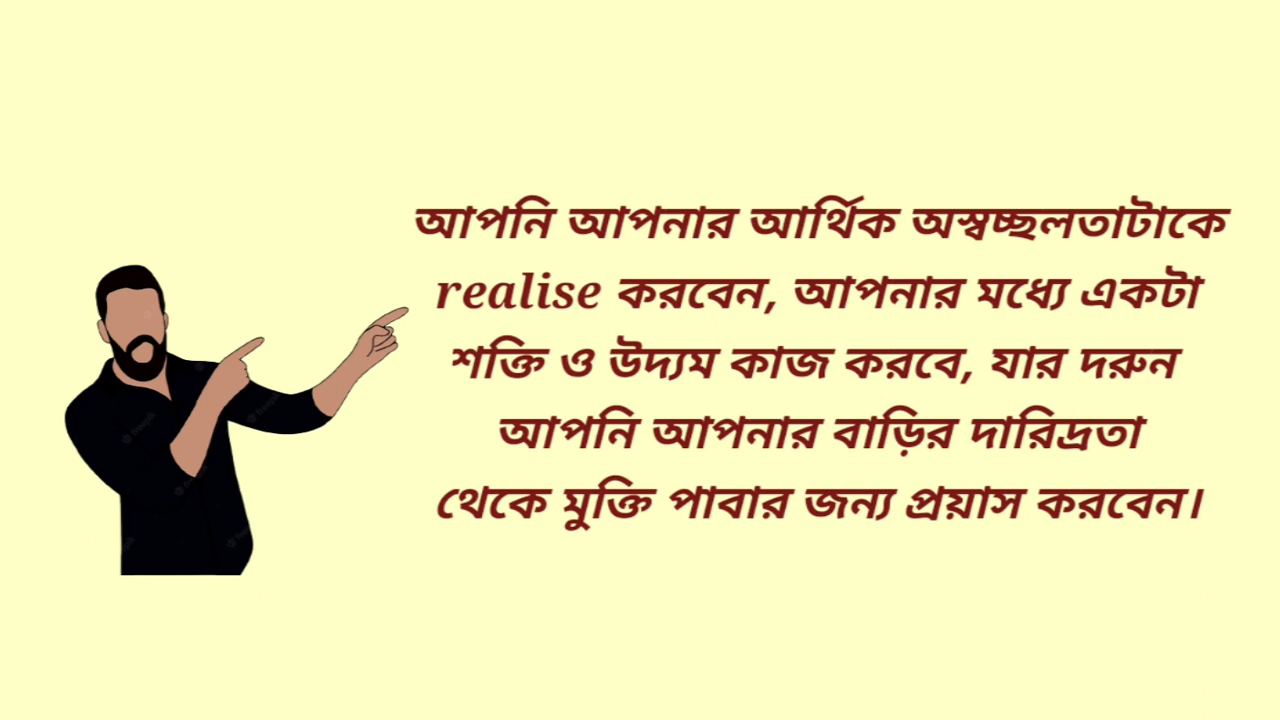 আপনি আপনার আর্থিক অস্বচ্ছলতাটাকে
realise করবেন, আপনার মধ্যে একটা
শক্তি ও উদ্যম কাজ করবে, যার দরুন
আপনি আপনার বাড়ির দারিদ্রতা
থেকে মুক্তি পাবার জন্য প্রয়াস করবেন।